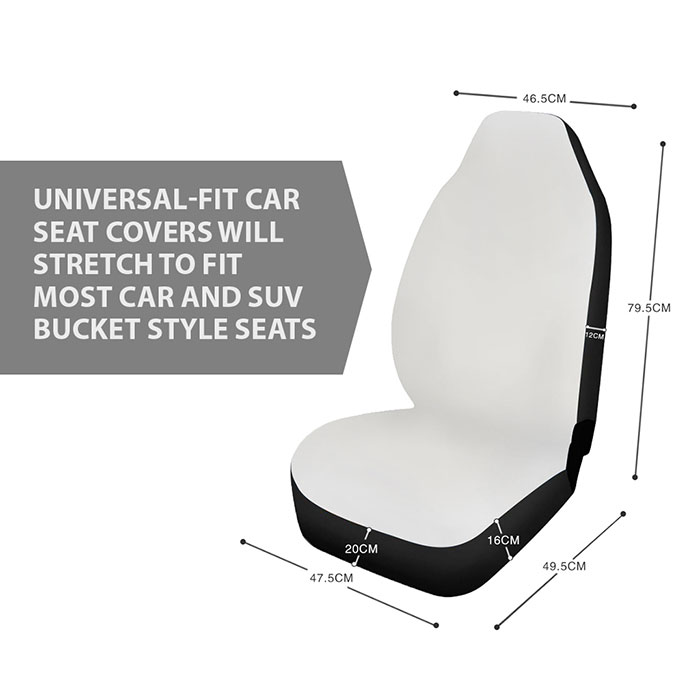 46.5CM
UNIVERSAL-FIT CAR
SEAT COVERS WILL
STRETCH TO FIT
MOST CAR AND SUV
BUCKET STYLE SEATS
79.5CM
12CM
16CM
20CM
49.5CM
47.5CM